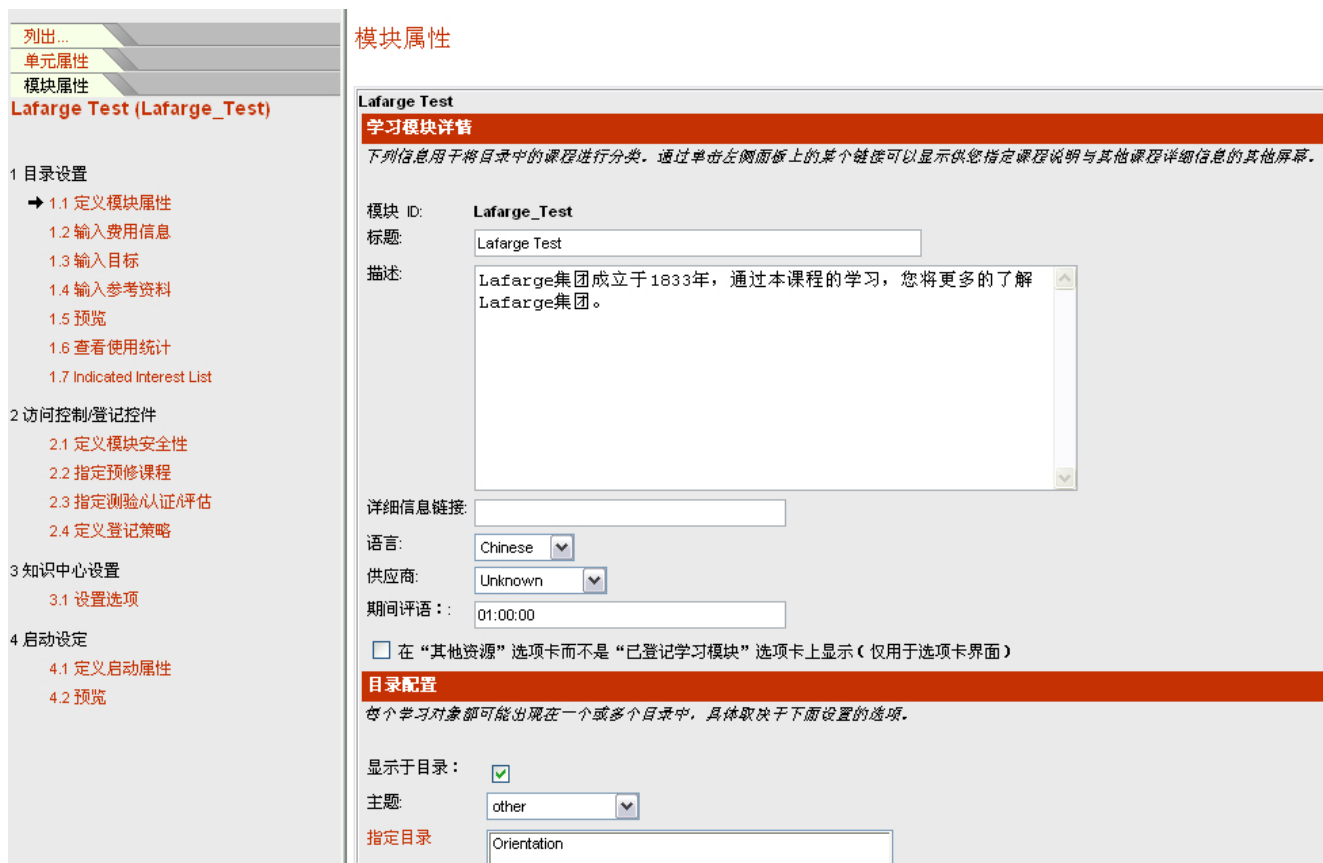 列出...
单元属性
模块属性
Lafarge Test (Lafarge_Test)
1 目录设置
1.1 定义模块属性
1.2 输入费用信息
1.3 输入目标
1.4 输入参考资料
1.5 预览
1.6 查看使用统计
1.7 Indicated Interest List
2 访问控制/登记控件
2.1 定义模块安全性
2.2 指定预修课程
2.3 指定测验/认证/评估
2.4 定义登记策略
3 知识中心设置
3.1 设置选项
4 启动设定
4.1 定义启动属性
4.2 预览
模块属性
Lafarge Test
学习模块详情
下列信息用于将目录中的课程进行分类。通过单击左侧面板上的某个链接可以显示供您指定课程说明与其他课程详细信息的其他屏幕。
模块 ID: Lafarge_Test
标题: Lafarge Test
描述: Lafarge集团成立于1833年，通过本课程的学习，您将更多的了解
Lafarge集团。
详细信息链接:
语言: Chinese
供应商: Unknown
期间评语：: 01:00:00
在“其他资源”选项卡而不是“已登记学习模块”选项卡上显示（仅用于选项卡界面）
目录配置
每个学习对象都可能出现在一个或多个目录中，具体取决于下面设置的选项。
显示于目录：
主题: other
指定目录 Orientation